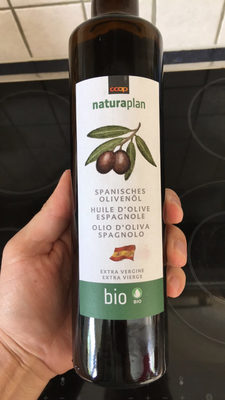 coop
naturaplan
SPANISCHES
OLIVENÖL
HUILE D'OLIVE
ESPAGNOLE
OLIO D'OLIVA
SPAGNOLO
EXTRA VERGINE
EXTRA VIERGE
bio
BIO